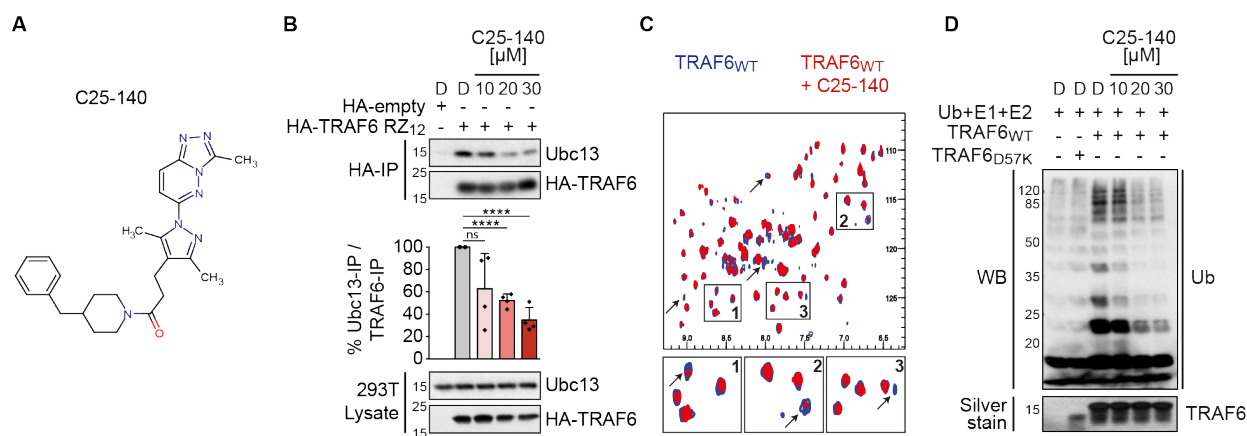 A
C25-140
N
N
N
CH₃
N
N
N
N
H₃C
CH₃
N
O
B
C25-140
[µM]
D D 10 20 30
HA-empty + - - - -
HA-TRAF6 RZ₁₂ - + + + +
HA-IP
15
Ubc13
25
15
HA-TRAF6
% Ubc13-IP /
TRAF6-IP
100
80
60
40
20
0
****
****
ns
293T
Lysate
15
Ubc13
25
15
HA-TRAF6
12
C
TRAF6WT
TRAF6WT
+ C25-140
110
115
120
125
9,0 8,5 8,0 7,5 7,0 6,5
1
2
3
1
2
3
D
C25-140
[µM]
D D D 10 20 30
Ub+E1+E2 + + + + + +
TRAF6WT - - + + + +
TRAF6D57K - + - - - -
WB
120
85
50
35
25
20
Ub
Silver
stain
15
TRAF6